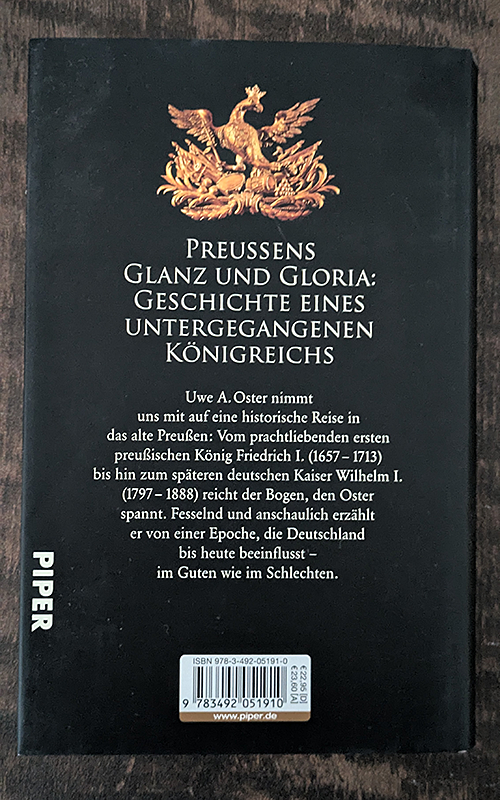 PREUSSENS
GLANZ UND GLORIA:
GESCHICHTE EINES
UNTERGEGANGENEN
KÖNIGREICHS
Uwe A. Oster nimmt
uns mit auf eine historische Reise in
das alte Preußen: Vom prachtliebenden ersten
preußischen König Friedrich I. (1657 – 1713)
bis hin zum späteren deutschen Kaiser Wilhelm I.
(1797 – 1888) reicht der Bogen, den Oster
spannt. Fesselnd und anschaulich erzählt
er von einer Epoche, die Deutschland
bis heute beeinflusst –
im Guten wie im Schlechten.
PIPER
ISBN 978-3-492-05191-0
9 783492 051910
€ 22,95 [D]
€ 23,60 [A]
www.piper.de